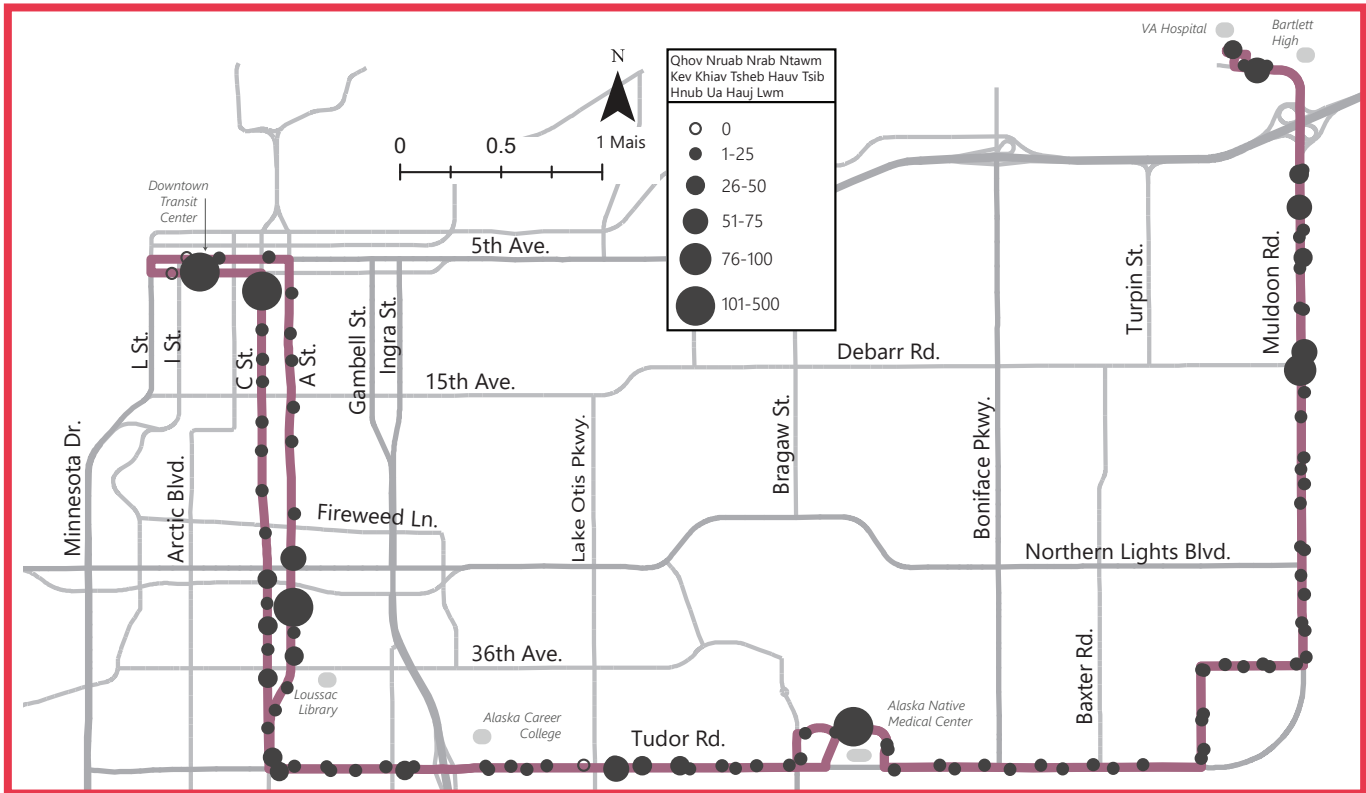 VA Hospital
Bartlett
High
N
0
0.5
1 Mais
Qhov Nruab Nrab Ntawm
Kev Khiav Tsheb Hauv Tsib
Hnub Ua Hauj Lwm
0
1-25
26-50
51-75
76-100
101-500
Downtown
Transit
Center
5th Ave.
L St.
I St.
C St.
A St.
Gambell St.
Ingra St.
Turpin St.
Muldoon Rd.
Debarr Rd.
15th Ave.
Minnesota Dr.
Arctic Blvd.
Fireweed Ln.
Lake Otis Pkwy.
Bragaw St.
Boniface Pkwy.
Northern Lights Blvd.
36th Ave.
Baxter Rd.
Loussac
Library
Alaska Career
College
Tudor Rd.
Alaska Native
Medical Center